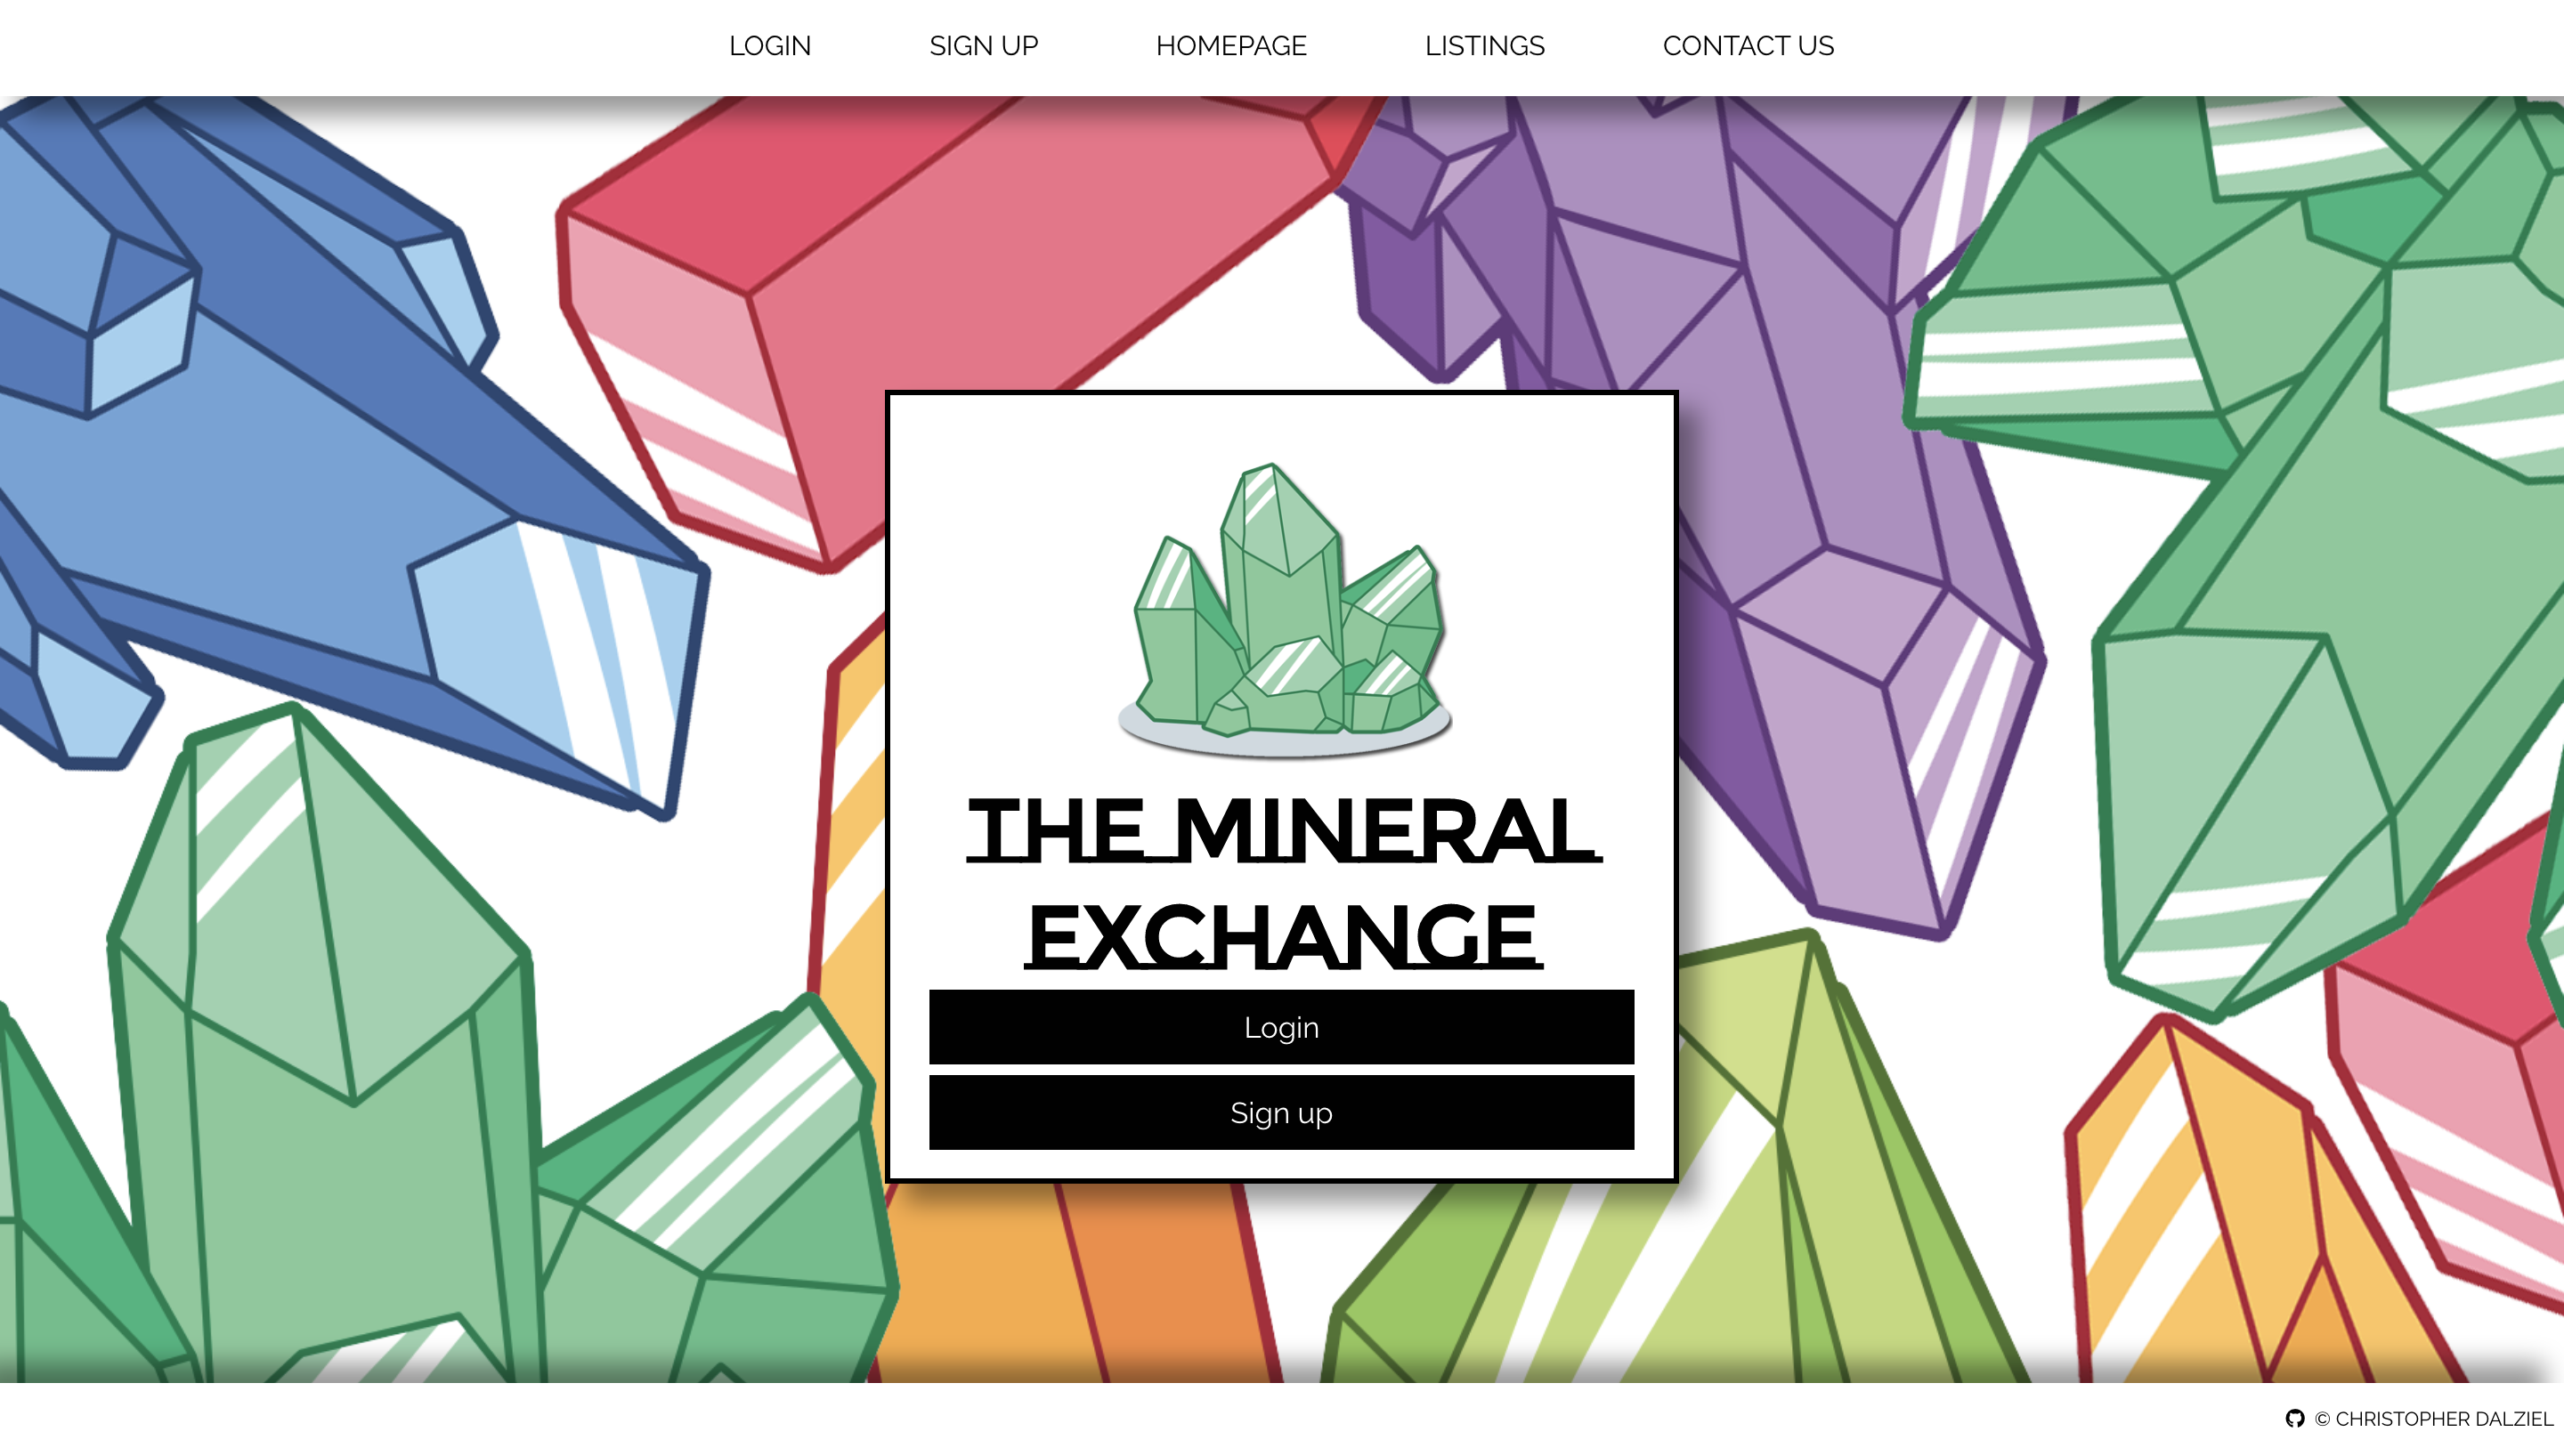 LOGIN SIGN UP HOMEPAGE LISTINGS CONTACT US
THE MINERAL
EXCHANGE
Login
Sign up
© CHRISTOPHER DALZIEL